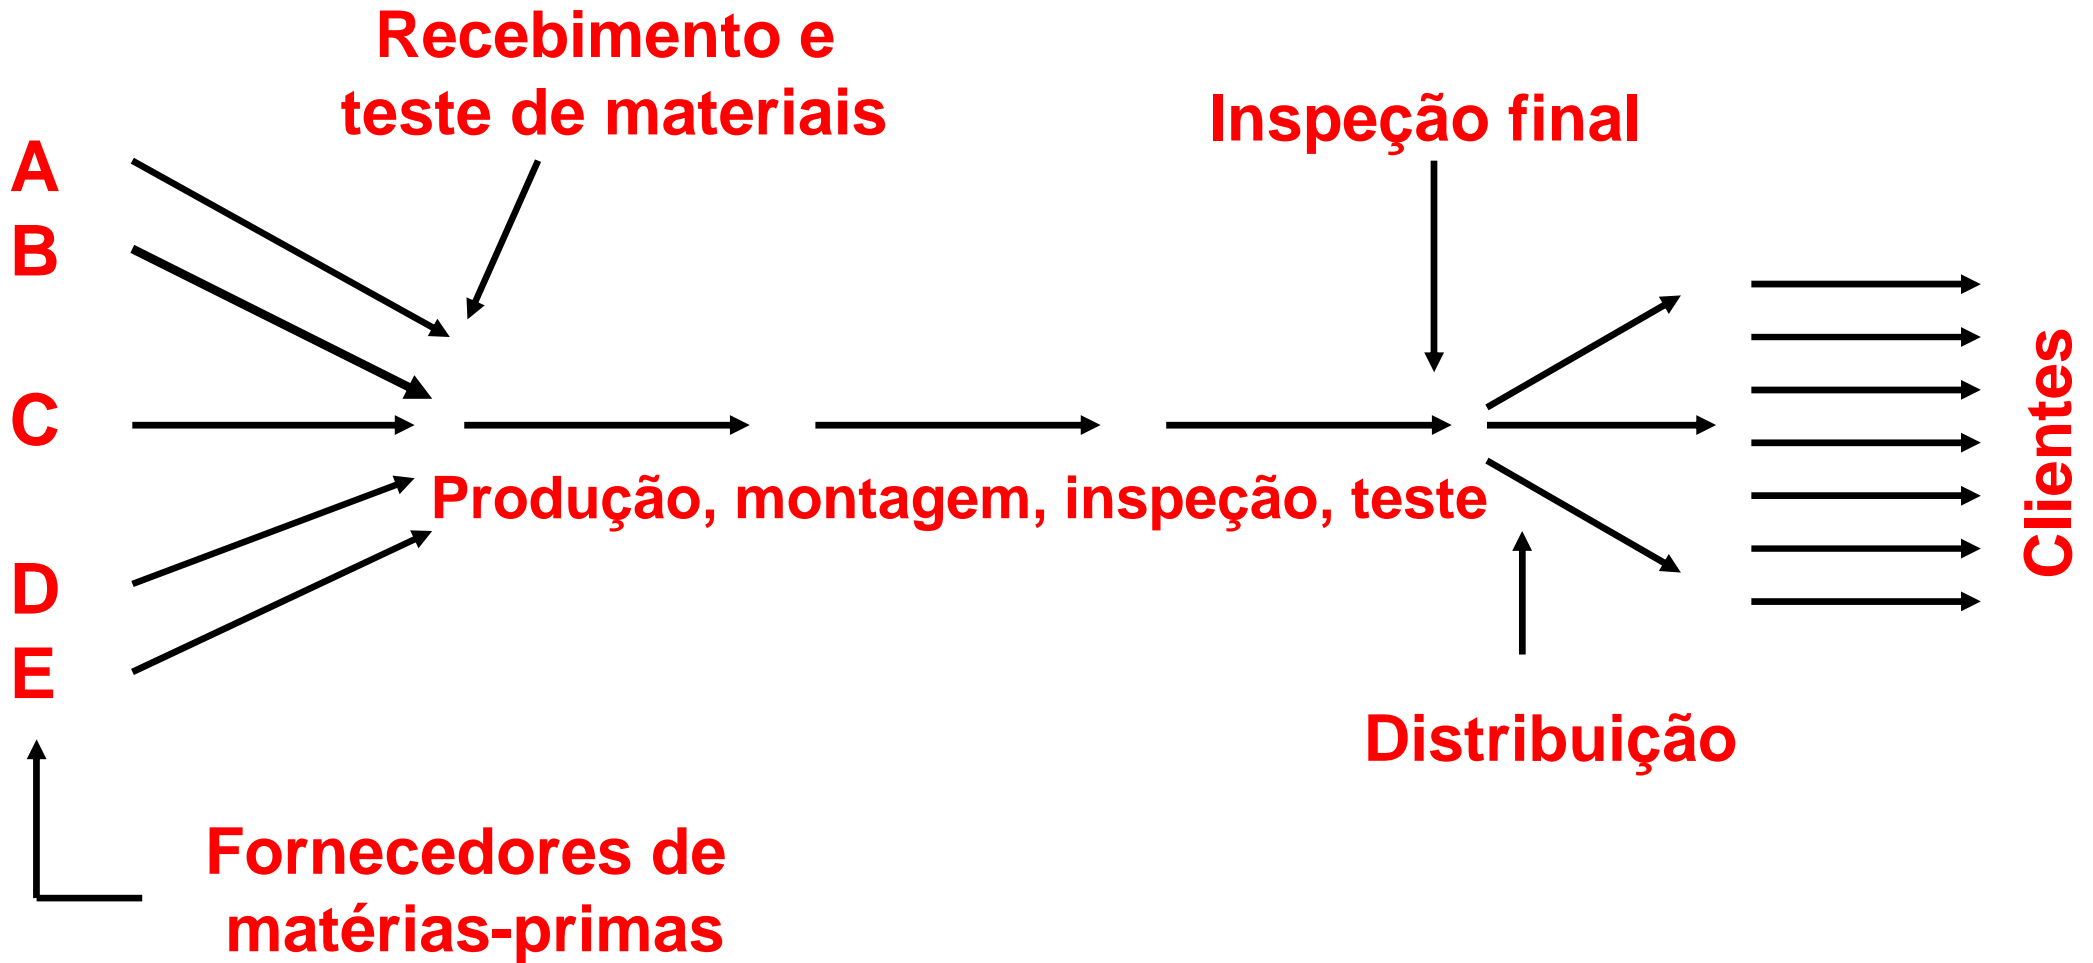 Recebimento e
teste de materiais
Inspeção final
A
B
C
D
E
Produção, montagem, inspeção, teste
Clientes
Distribuição
Fornecedores de
matérias-primas